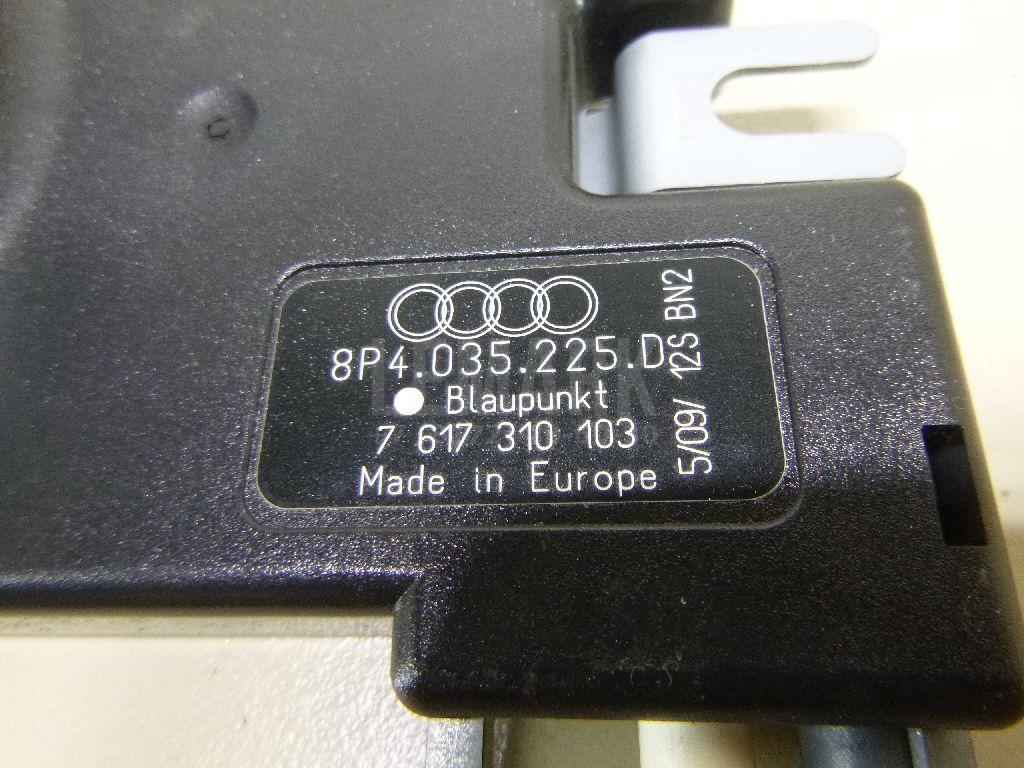 8P4.035.225.D
Blaupunkt
7 617 310 103
Made in Europe
5/09/ 12S BN2